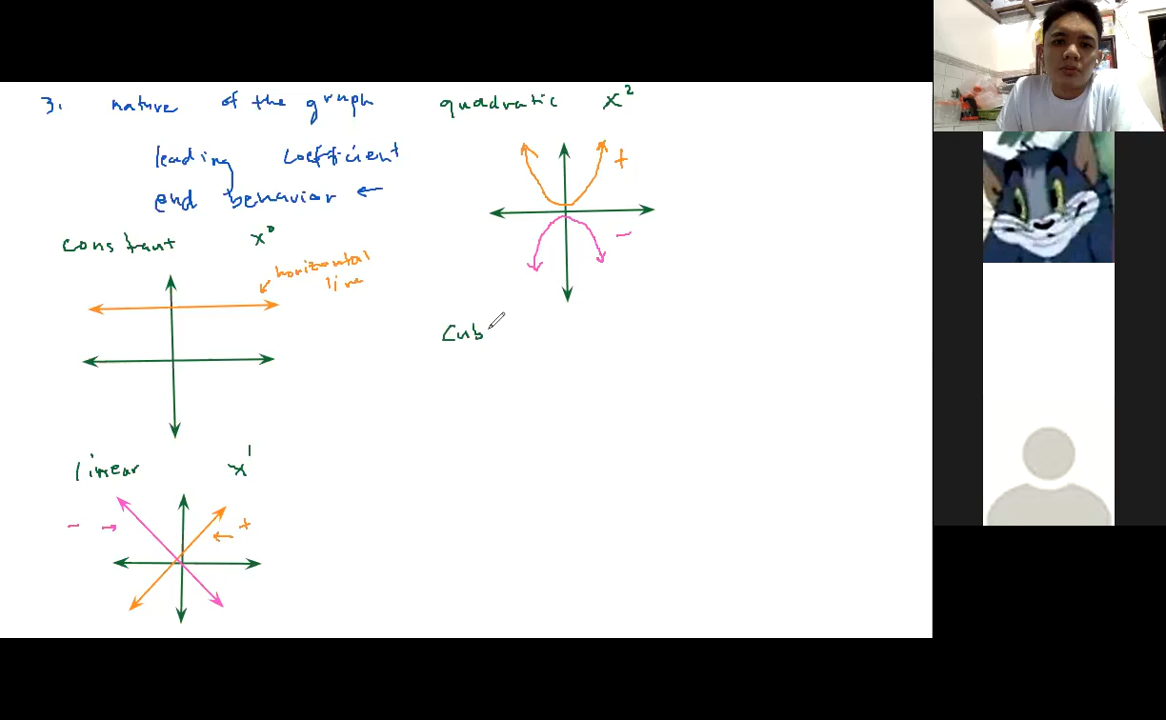 3. nature of the graph
leading coefficient
end behavior ←
constant x⁰
horizontal
line
linear x¹
- → ← +
quadratic x²
+
-
Cub